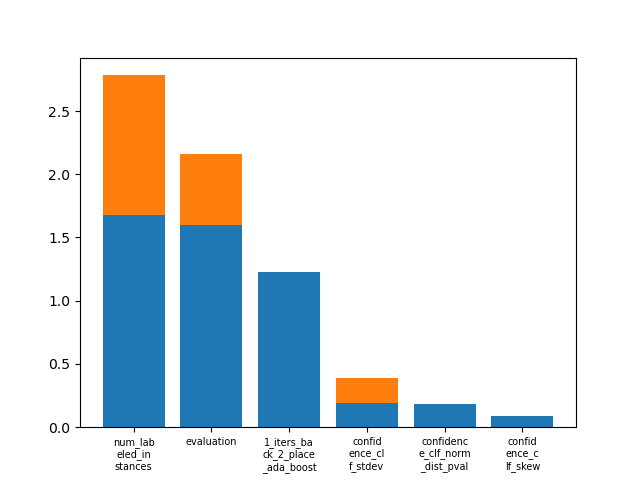 2.5
2.0
1.5
1.0
0.5
0.0
num_lab
eled_in
stances
evaluation
1_iters_ba
ck_2_place
_ada_boost
confid
ence_cl
f_stdev
confidenc
e_clf_norm
_dist_pval
confid
ence_c
lf_skew